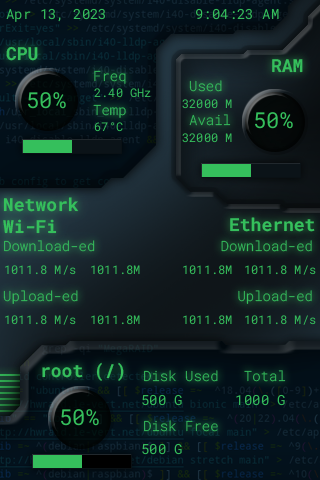 Apr 13, 2023 9:04:23 AM
CPU
50%
Freq
2.40 GHz
Temp
67°C
RAM
Used
32000 M
Avail
32000 M
50%
Network
Wi-Fi
Ethernet
Download-ed Download-ed
1011.8 M/s 1011.8M 1011.8M 1011.8 M/s
Upload-ed Upload-ed
1011.8 M/s 1011.8M 1011.8M 1011.8 M/s
root (/)
50%
Disk Used Total
500 G 1000 G
Disk Free
500 G